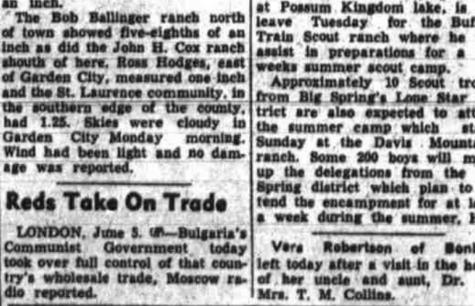 an inch.
The Bob Ballinger ranch north
of town showed five-eighths of an
inch as did the John H. Cox ranch
shouth of here. Ross Hodges, east
of Garden City, measured one inch
and the St. Laurence community, in
the southern edge of the county,
had 1.25. Skies were cloudy in
Garden City Monday morning.
Wind had been light and no dam-
age was reported.
Reds Take On Trade
LONDON, June 5. (AP)—Bulgaria's
Communist Government today
took over full control of that coun-
try's wholesale trade, Moscow ra-
dio reported.
at Possum Kingdom lake, is
leave Tuesday for the
Train Scout ranch where he
assist in preparations for a
weeks summer scout camp.
Approximately 10 Scout
from Big Spring's Lone Star
trict are also expected to
the summer camp which
Sunday at the Davis
ranch. Some 200 boys will
up the delegations from the
Spring district which plan to
tend the encampment for at
a week during the summer.
Vera Robertson of
left today after a visit in the
of her uncle and aunt, Dr.
Mrs. T. M. Collins.